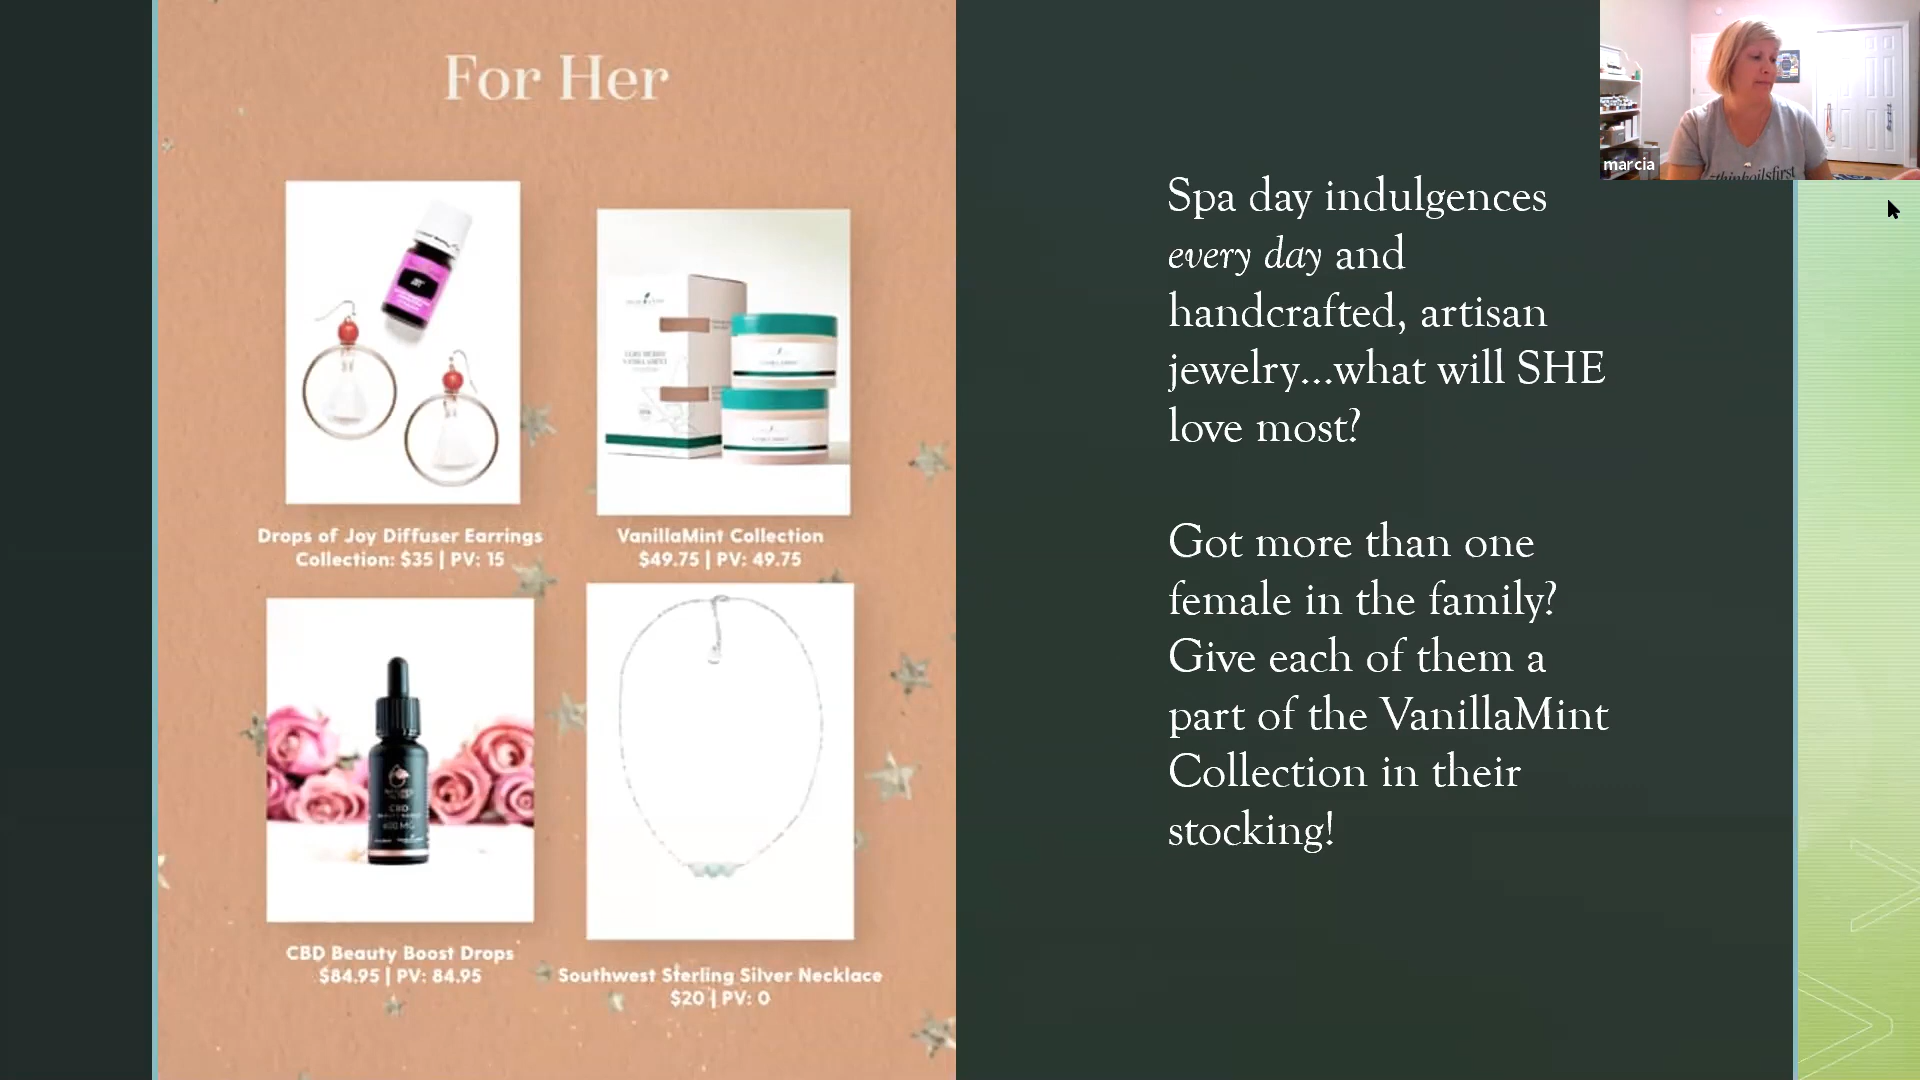 For Her
Drops of Joy Diffuser Earrings
Collection: $35 | PV: 15
VanillaMint Collection
$49.75 | PV: 49.75
CBD
CBD Beauty Boost Drops
$84.95 | PV: 84.95
Southwest Sterling Silver Necklace
$20 | PV: 0
Spa day indulgences
every day and
handcrafted, artisan
jewelry...what will SHE
love most?
Got more than one
female in the family?
Give each of them a
part of the VanillaMint
Collection in their
stocking!
marcia
#thinkoilsfirst